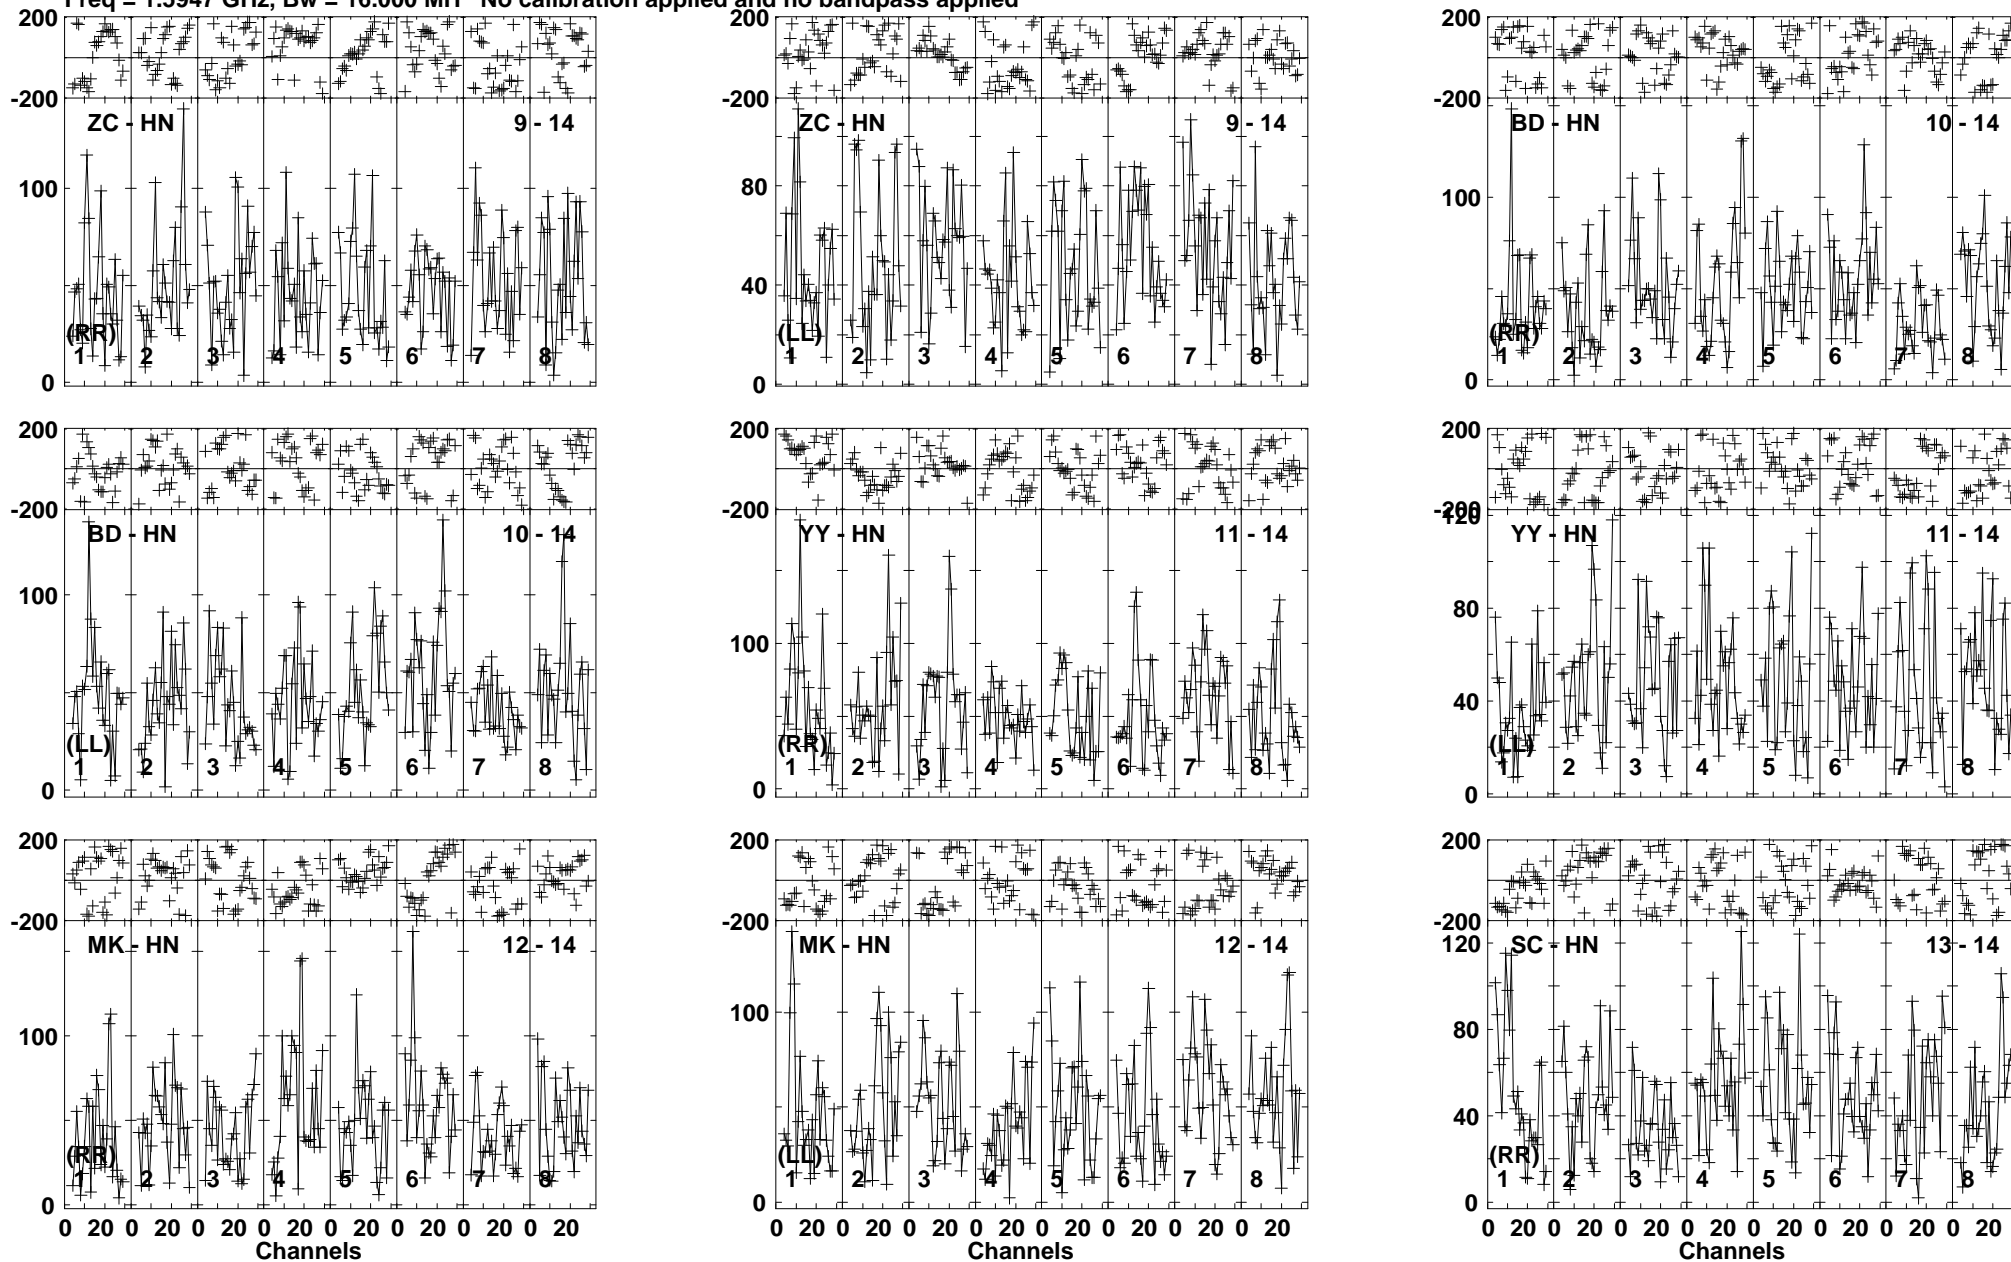 Freq = 1.5947 GHz, Bw = 16.000 MH No calibration applied and no bandpass applied
200 200 200
-200 -200 -200
ZC - HN 9 - 14 ZC - HN 9 - 14 BD - HN 10 - 14
100 80 100
40
(RR) (LL) (RR)
1 2 3 4 5 6 7 8 1 2 3 4 5 6 7 8 1 2 3 4 5 6 7 8
0 0 0
200 200 200
-200 -200 -200
120
BD - HN 10 - 14 YY - HN 11 - 14 YY - HN 11 - 14
100 100 80
40
(LL) (RR) (LL)
1 2 3 4 5 6 7 8 1 2 3 4 5 6 7 8 1 2 3 4 5 6 7 8
0 0 0
200 200 200
-200 -200 -200
MK - HN 12 - 14 MK - HN 12 - 14 SC - HN 13 - 14
120
100 100 80
40
(RR) (LL) (RR)
1 2 3 4 5 6 7 8 1 2 3 4 5 6 7 8 1 2 3 4 5 6 7 8
0 0 0
0 20 0 20 0 20 0 20 0 20 0 20 0 20 0 20 0 20 0 20 0 20 0 20 0 20 0 20 0 20 0 20 0 20 0 20 0 20 0 20 0 20 0 20 0 20 0 20
Channels Channels Channels